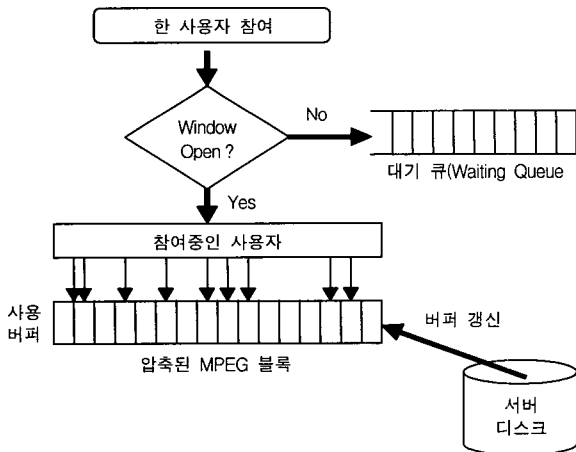 한 사용자 참여
Window
Open ?
No
대기 큐(Waiting Queue
Yes
참여중인 사용자
사용
버퍼
버퍼 갱신
압축된 MPEG 블록
서버
디스크